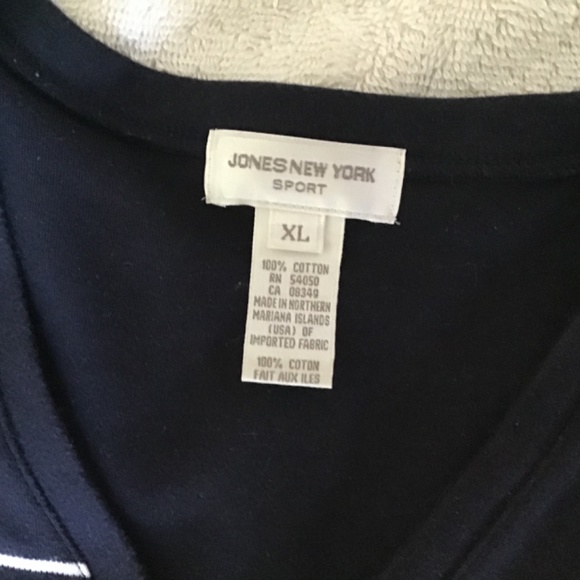 JONES NEW YORK
SPORT
XL
100% COTTON
RN 54050
CA 08349
MADE IN NORTHERN
MARIANA ISLANDS
(USA) OF
IMPORTED FABRIC
100% COTON
FAIT AUX ILES